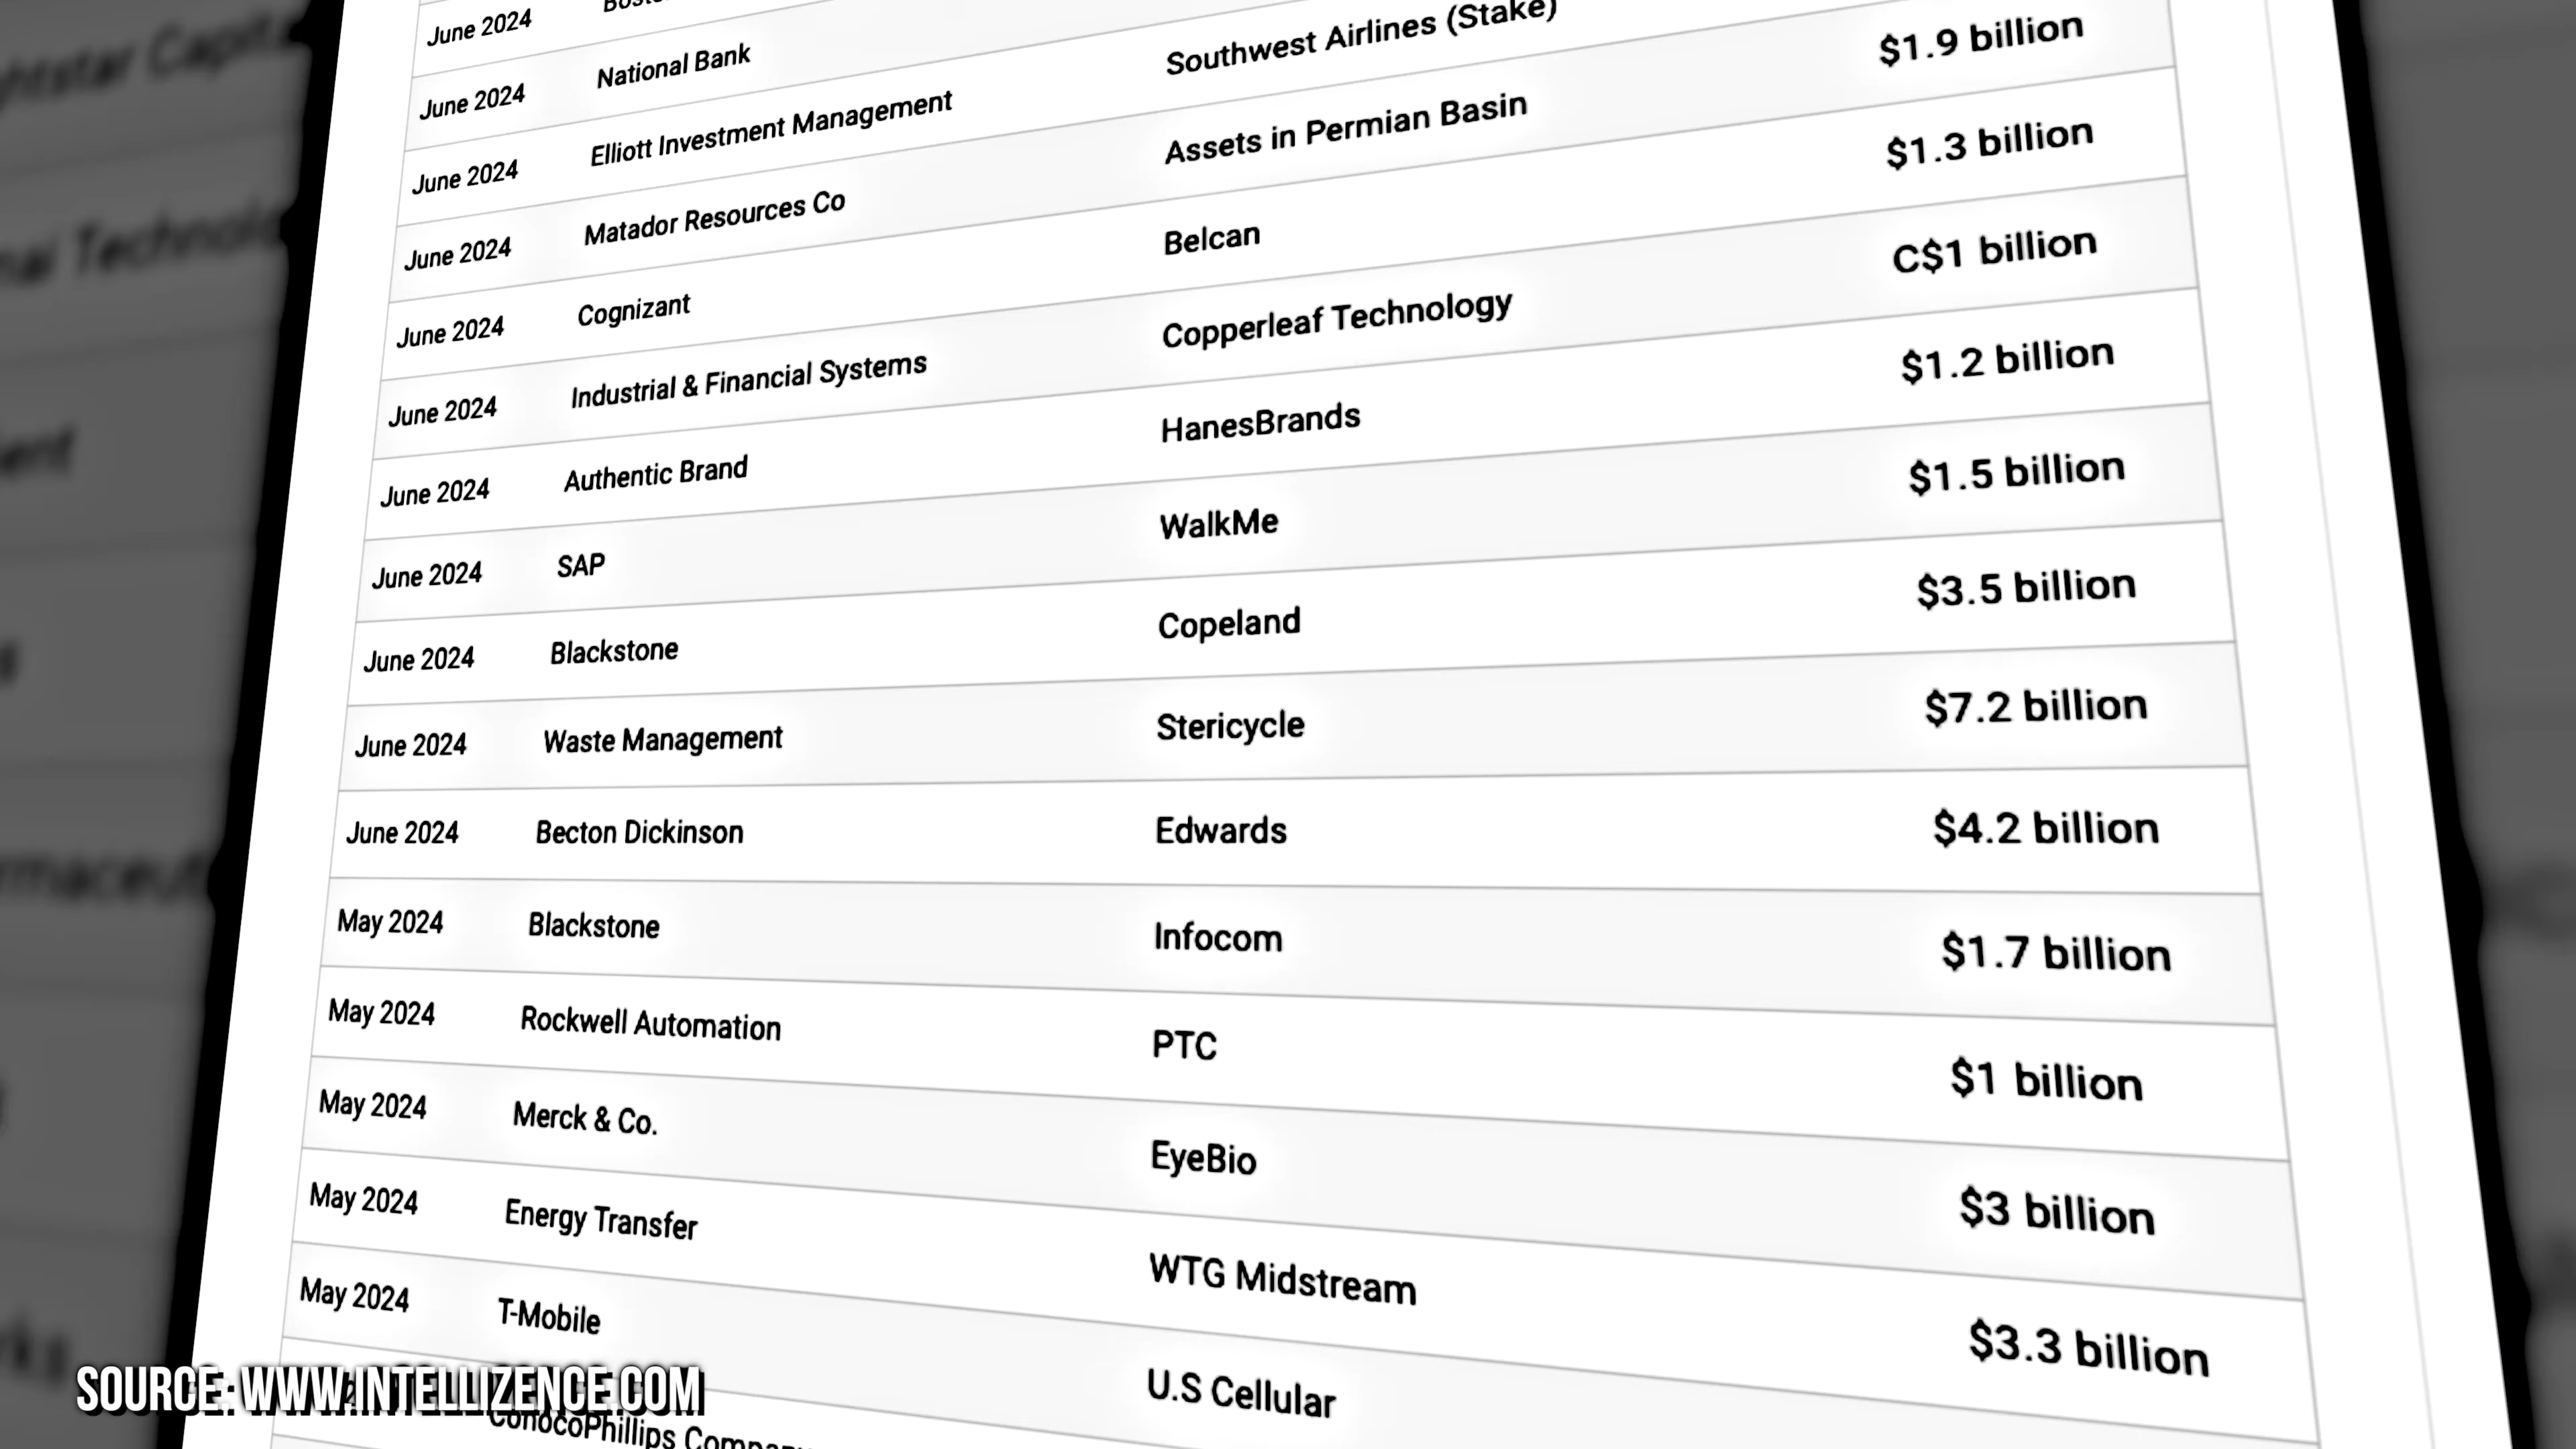 June 2024
June 2024 National Bank
June 2024 Elliott Investment Management Southwest Airlines (Stake)
June 2024 Matador Resources Co Assets in Permian Basin $1.9 billion
June 2024 Cognizant Belcan $1.3 billion
June 2024 Industrial & Financial Systems Copperleaf Technology C$1 billion
June 2024 Authentic Brand HanesBrands $1.2 billion
June 2024 SAP WalkMe $1.5 billion
June 2024 Blackstone Copeland $3.5 billion
June 2024 Waste Management Stericycle $7.2 billion
June 2024 Becton Dickinson Edwards $4.2 billion
May 2024 Blackstone Infocom $1.7 billion
May 2024 Rockwell Automation PTC $1 billion
May 2024 Merck & Co. EyeBio $3 billion
May 2024 Energy Transfer WTG Midstream $3.3 billion
May 2024 T-Mobile U.S Cellular
ConocoPhillips
SOURCE: WWW.INTELLIZENCE.COM